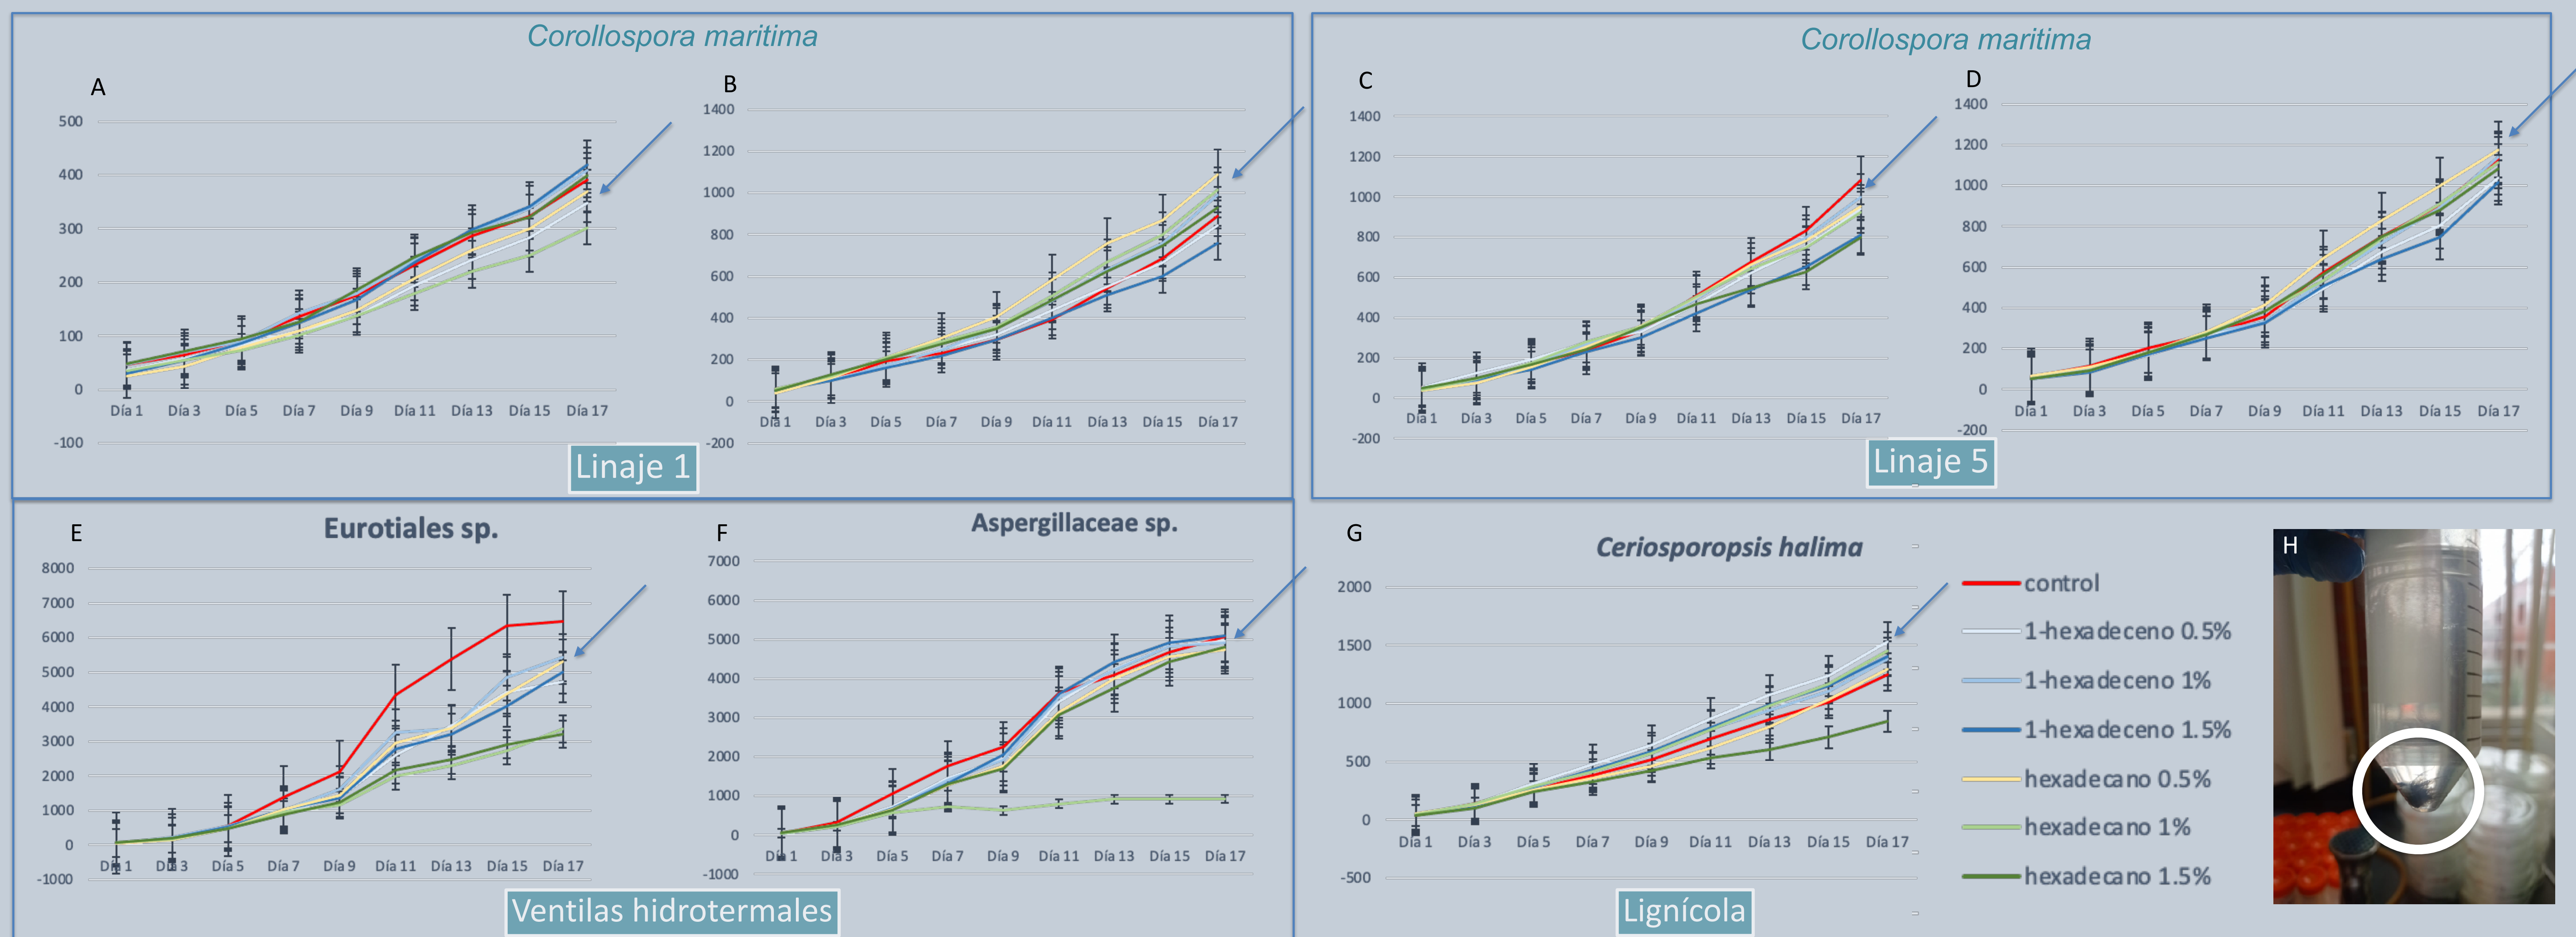 Corollospora maritima
Corollospora maritima
A
500
400
300
200
100
0
-100
Día 1 Día 3 Día 5 Día 7 Día 9 Día 11 Día 13 Día 15 Día 17
B
1400
1200
1000
800
600
400
200
0
-200
Día 1 Día 3 Día 5 Día 7 Día 9 Día 11 Día 13 Día 15 Día 17
Linaje 1
C
1400
1200
1000
800
600
400
200
0
-200
Día 1 Día 3 Día 5 Día 7 Día 9 Día 11 Día 13 Día 15 Día 17
D
1400
1200
1000
800
600
400
200
0
-200
Día 1 Día 3 Día 5 Día 7 Día 9 Día 11 Día 13 Día 15 Día 17
Linaje 5
E
Eurotiales sp.
8000
7000
6000
5000
4000
3000
2000
1000
0
-1000
Día 1 Día 3 Día 5 Día 7 Día 9 Día 11 Día 13 Día 15 Día 17
F
Aspergillaceae sp.
7000
6000
5000
4000
3000
2000
1000
0
-1000
Día 1 Día 3 Día 5 Día 7 Día 9 Día 11 Día 13 Día 15 Día 17
Ventilas hidrotermales
G
Ceriosporopsis halima
2000
1500
1000
500
0
-500
Día 1 Día 3 Día 5 Día 7 Día 9 Día 11 Día 13 Día 15 Día 17
Lignícola
control
1-hexadeceno 0.5%
1-hexadeceno 1%
1-hexadeceno 1.5%
hexadecano 0.5%
hexadecano 1%
hexadecano 1.5%
H